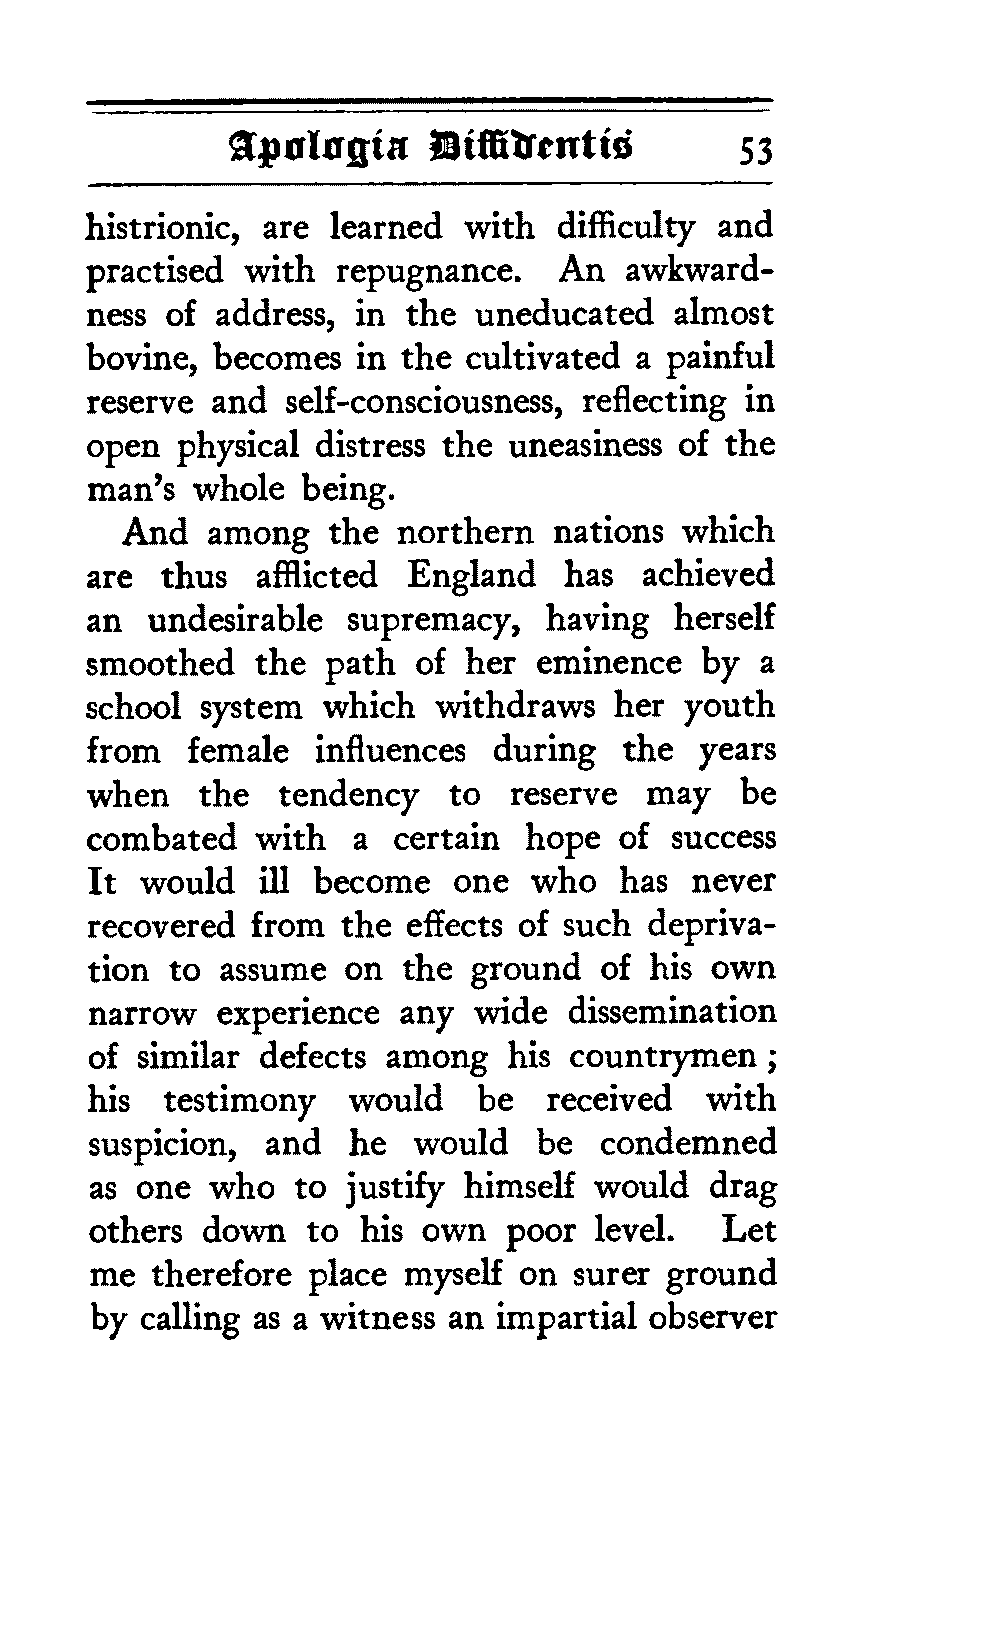 Apologia Diffidentis 53
histrionic, are learned with difficulty and
practised with repugnance. An awkward-
ness of address, in the uneducated almost
bovine, becomes in the cultivated a painful
reserve and self-consciousness, reflecting in
open physical distress the uneasiness of the
man's whole being.
And among the northern nations which
are thus afflicted England has achieved
an undesirable supremacy, having herself
smoothed the path of her eminence by a
school system which withdraws her youth
from female influences during the years
when the tendency to reserve may be
combated with a certain hope of success
It would ill become one who has never
recovered from the effects of such depriva-
tion to assume on the ground of his own
narrow experience any wide dissemination
of similar defects among his countrymen ;
his testimony would be received with
suspicion, and he would be condemned
as one who to justify himself would drag
others down to his own poor level. Let
me therefore place myself on surer ground
by calling as a witness an impartial observer